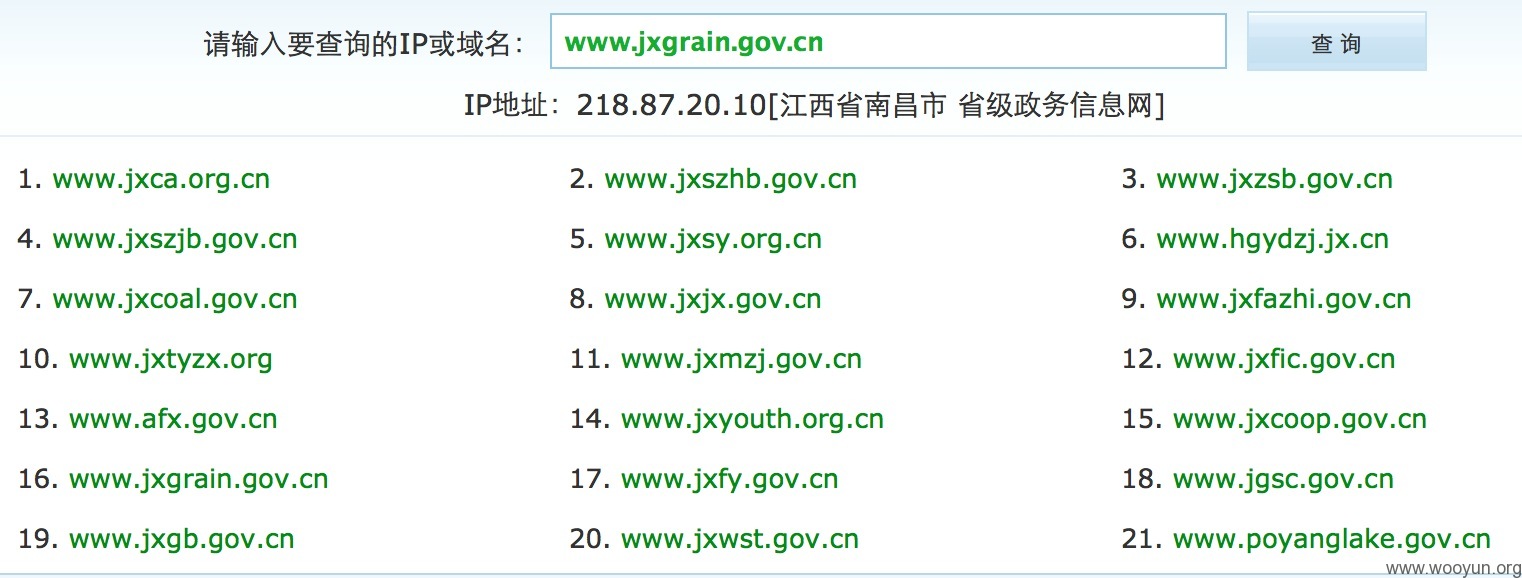 请输入要查询的IP或域名： www.jxgrain.gov.cn 查 询
IP地址：218.87.20.10[江西省南昌市 省级政务信息网]
1. www.jxca.org.cn 2. www.jxszhb.gov.cn 3. www.jxzsb.gov.cn
4. www.jxszjb.gov.cn 5. www.jxsy.org.cn 6. www.hgydzj.jx.cn
7. www.jxcoal.gov.cn 8. www.jxjx.gov.cn 9. www.jxfazhi.gov.cn
10. www.jxtyzx.org 11. www.jxmzj.gov.cn 12. www.jxfic.gov.cn
13. www.afx.gov.cn 14. www.jxyouth.org.cn 15. www.jxcoop.gov.cn
16. www.jxgrain.gov.cn 17. www.jxfy.gov.cn 18. www.jgsc.gov.cn
19. www.jxgb.gov.cn 20. www.jxwst.gov.cn 21. www.poyanglake.gov.cn
www.wooyun.org